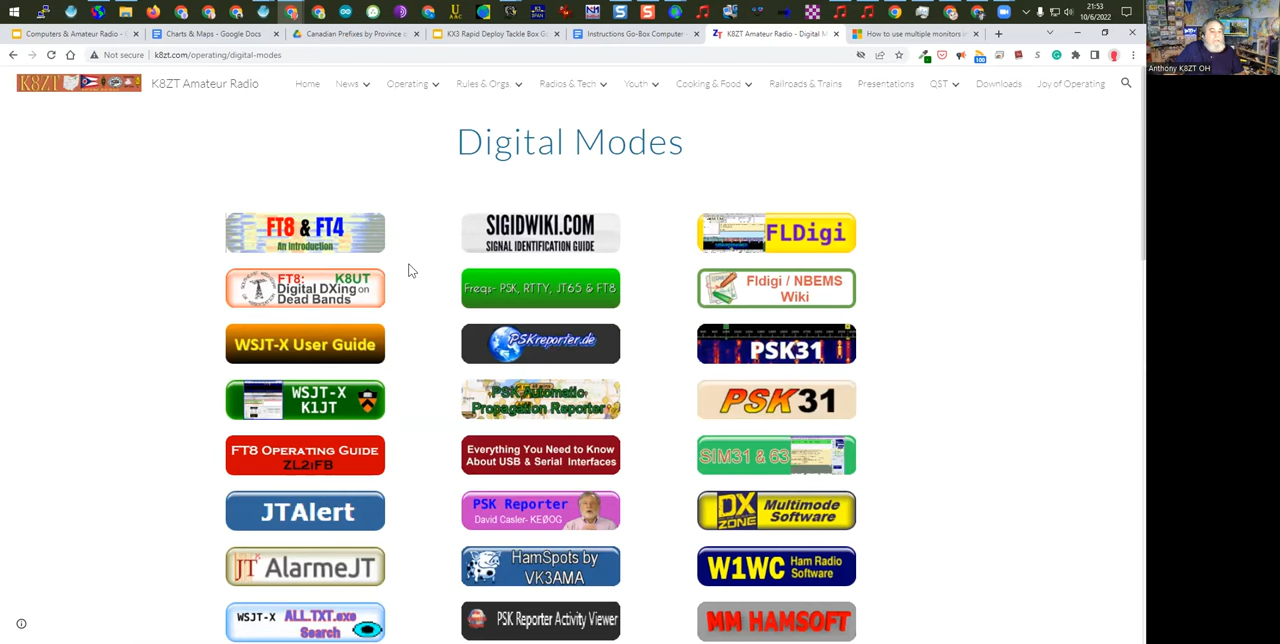 21:53
10/6/2022
Computers & Amateur Radio -
Charts & Maps - Google Docs
Canadian Prefixes by Province o
KX3 Rapid Deploy Tackle Box G
Instructions Go-Box Computer -
K8ZT Amateur Radio - Digital M
How to use multiple monitors in
Not secure | k8zt.com/operating/digital-modes
Anthony K8ZT OH
K8ZT
K8ZT Amateur Radio
Home
News
Operating
Rules & Orgs.
Radios & Tech
Youth
Cooking & Food
Railroads & Trains
Presentations
QST
Downloads
Joy of Operating
Digital Modes
FT8 & FT4
An Introduction
SIGIDWIKI.COM
SIGNAL IDENTIFICATION GUIDE
FLDigi
FT8: K8UT
Digital DXing on
Dead Bands
Freqs- PSK, RTTY, JT65 & FT8
Fldigi / NBEMS
Wiki
WSJT-X User Guide
PSKreporter.de
PSK31
WSJT-X
K1JT
PSK Automatic
Propagation Reporter
PSK31
FT8 OPERATING GUIDE
ZL2IFB
Everything You Need to Know
About USB & Serial Interfaces
SIM31 & 63
JTAlert
PSK Reporter
David Casler- KEØOG
DX
ZONE
Multimode
Software
JT AlarmeJT
HamSpots by
VK3AMA
W1WC Ham Radio
Software
WSJT-X ALL.TXT.exe
Search
PSK Reporter Activity Viewer
MM HAMSOFT